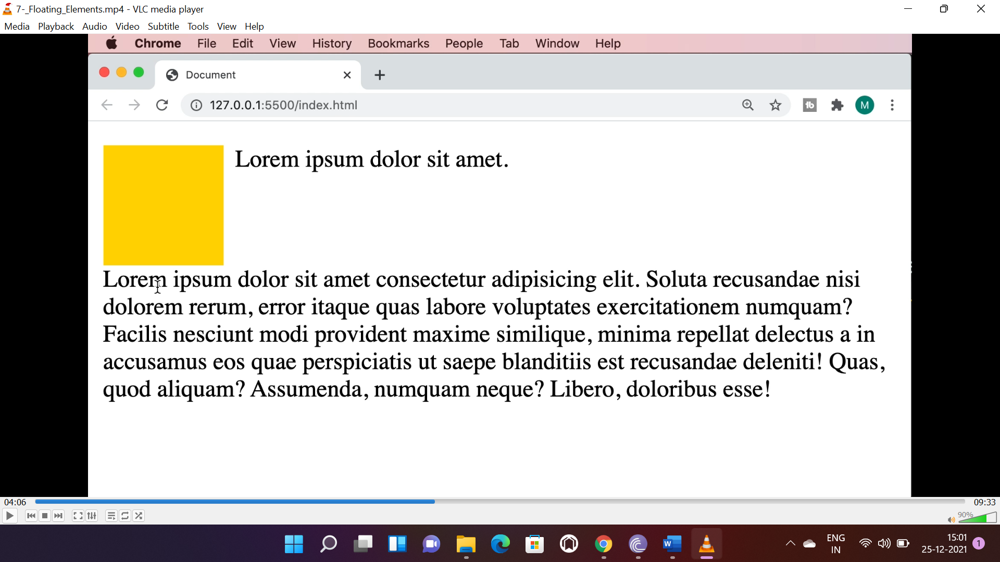 7-_Floating_Elements.mp4 - VLC media player
Media Playback Audio Video Subtitle Tools View Help
Chrome File Edit View History Bookmarks People Tab Window Help
Document
127.0.0.1:5500/index.html
M
Lorem ipsum dolor sit amet.
Lorem ipsum dolor sit amet consectetur adipisicing elit. Soluta recusandae nisi
dolorem rerum, error itaque quas labore voluptates exercitationem numquam?
Facilis nesciunt modi provident maxime similique, minima repellat delectus a in
accusamus eos quae perspiciatis ut saepe blanditiis est recusandae deleniti! Quas,
quod aliquam? Assumenda, numquam neque? Libero, doloribus esse!
04:06
09:33
90%
W
ENG
IN
15:01
25-12-2021
1